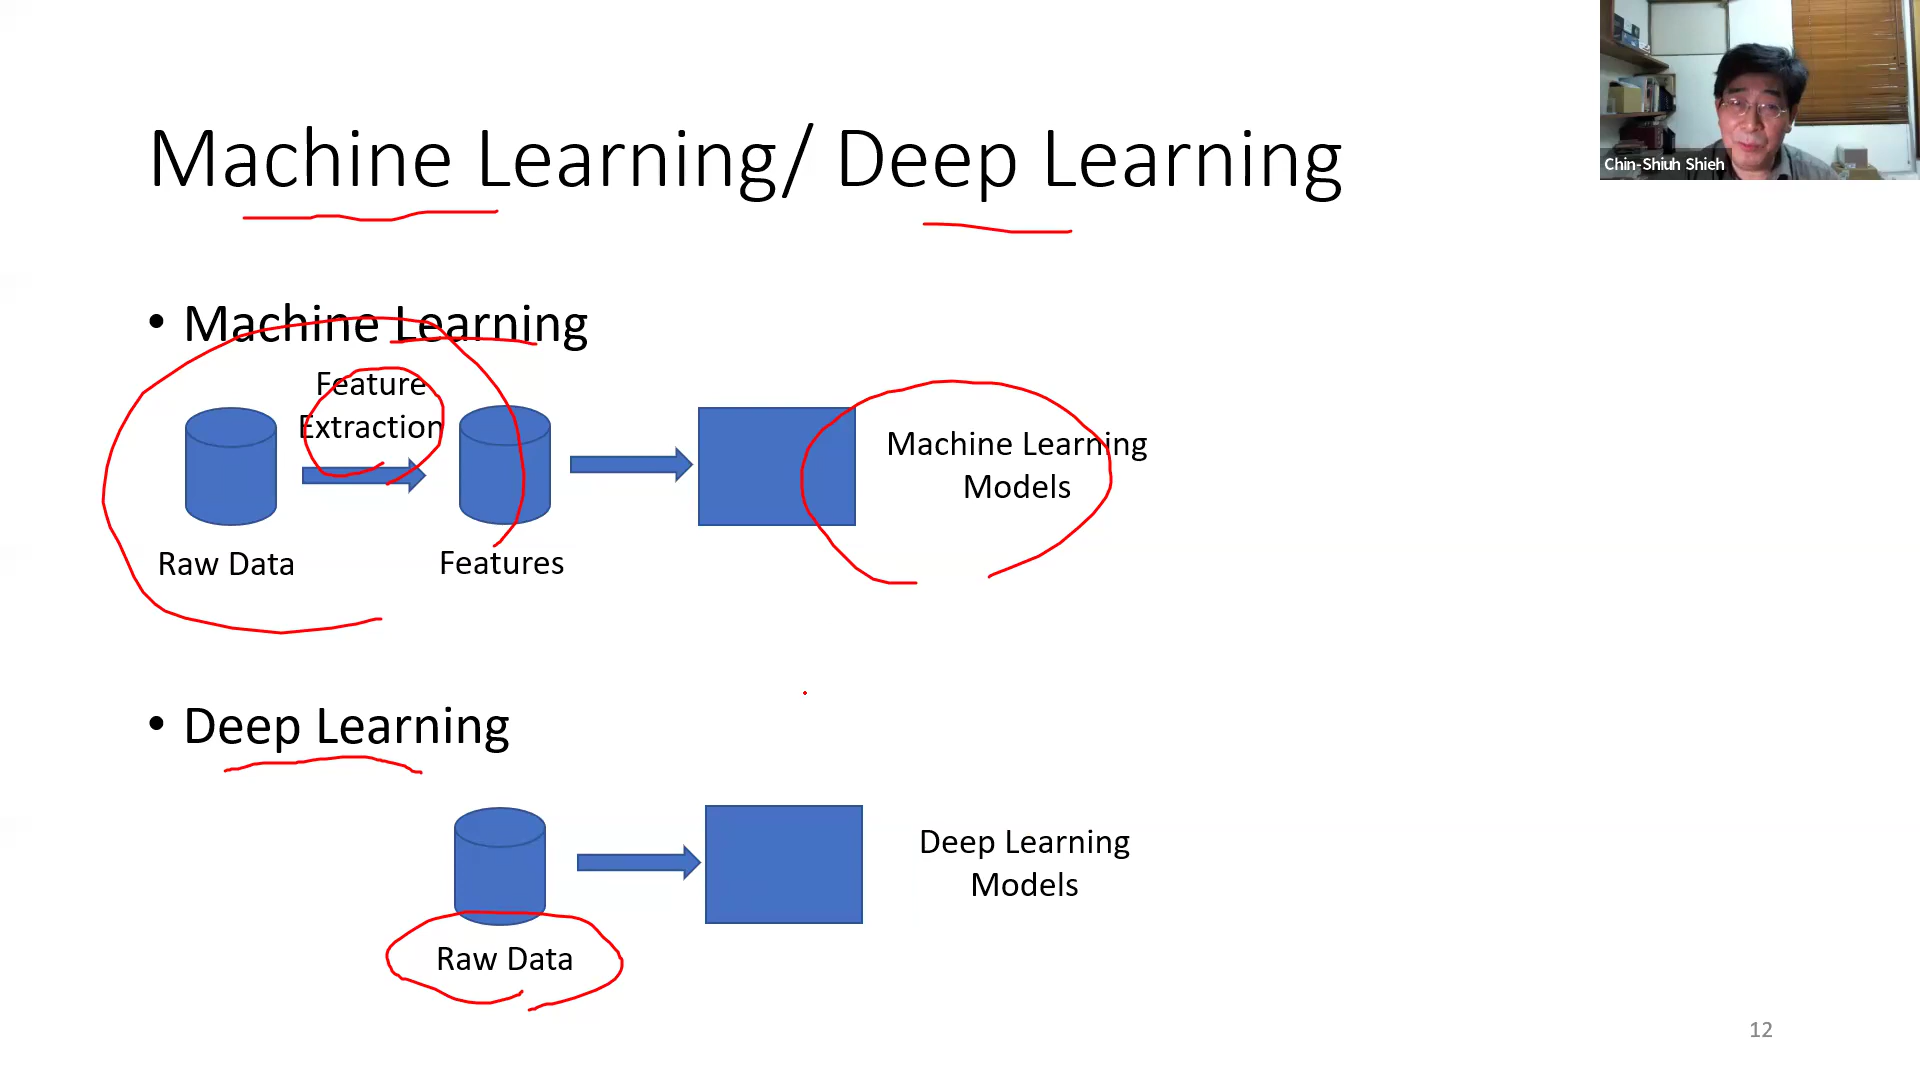 Machine Learning/ Deep Learning
Chin-Shiuh Shieh
• Machine Learning
Feature
Extraction
Machine Learning
Models
Raw Data
Features
• Deep Learning
Deep Learning
Models
Raw Data
12